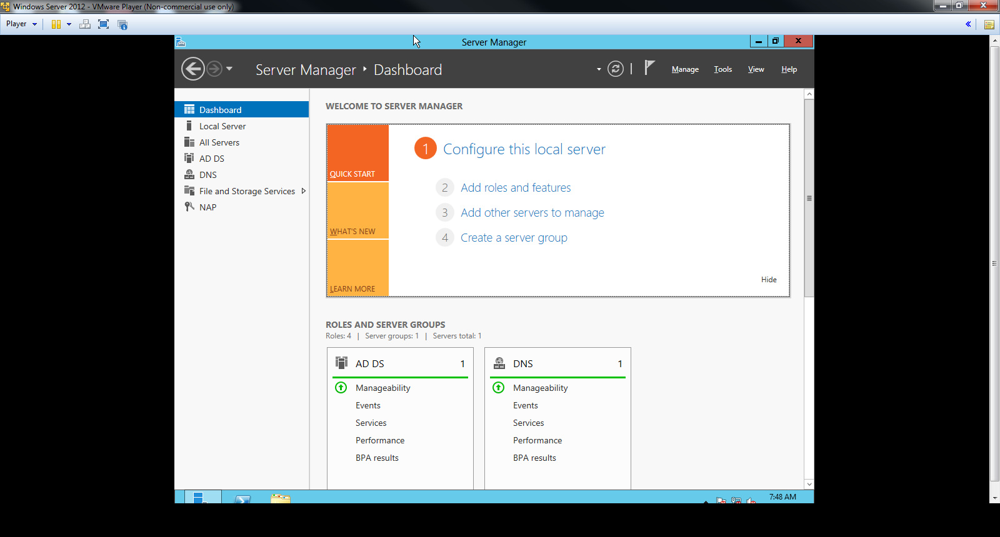 Windows Server 2012 - VMware Player (Non-commercial use only)
Player
Server Manager
Server Manager ‣ Dashboard
Manage Tools View Help
Dashboard
Local Server
All Servers
AD DS
DNS
File and Storage Services
NAP
WELCOME TO SERVER MANAGER
QUICK START
WHAT'S NEW
LEARN MORE
1 Configure this local server
2 Add roles and features
3 Add other servers to manage
4 Create a server group
Hide
ROLES AND SERVER GROUPS
Roles: 4 | Server groups: 1 | Servers total: 1
AD DS 1
Manageability
Events
Services
Performance
BPA results
DNS 1
Manageability
Events
Services
Performance
BPA results
7:48 AM